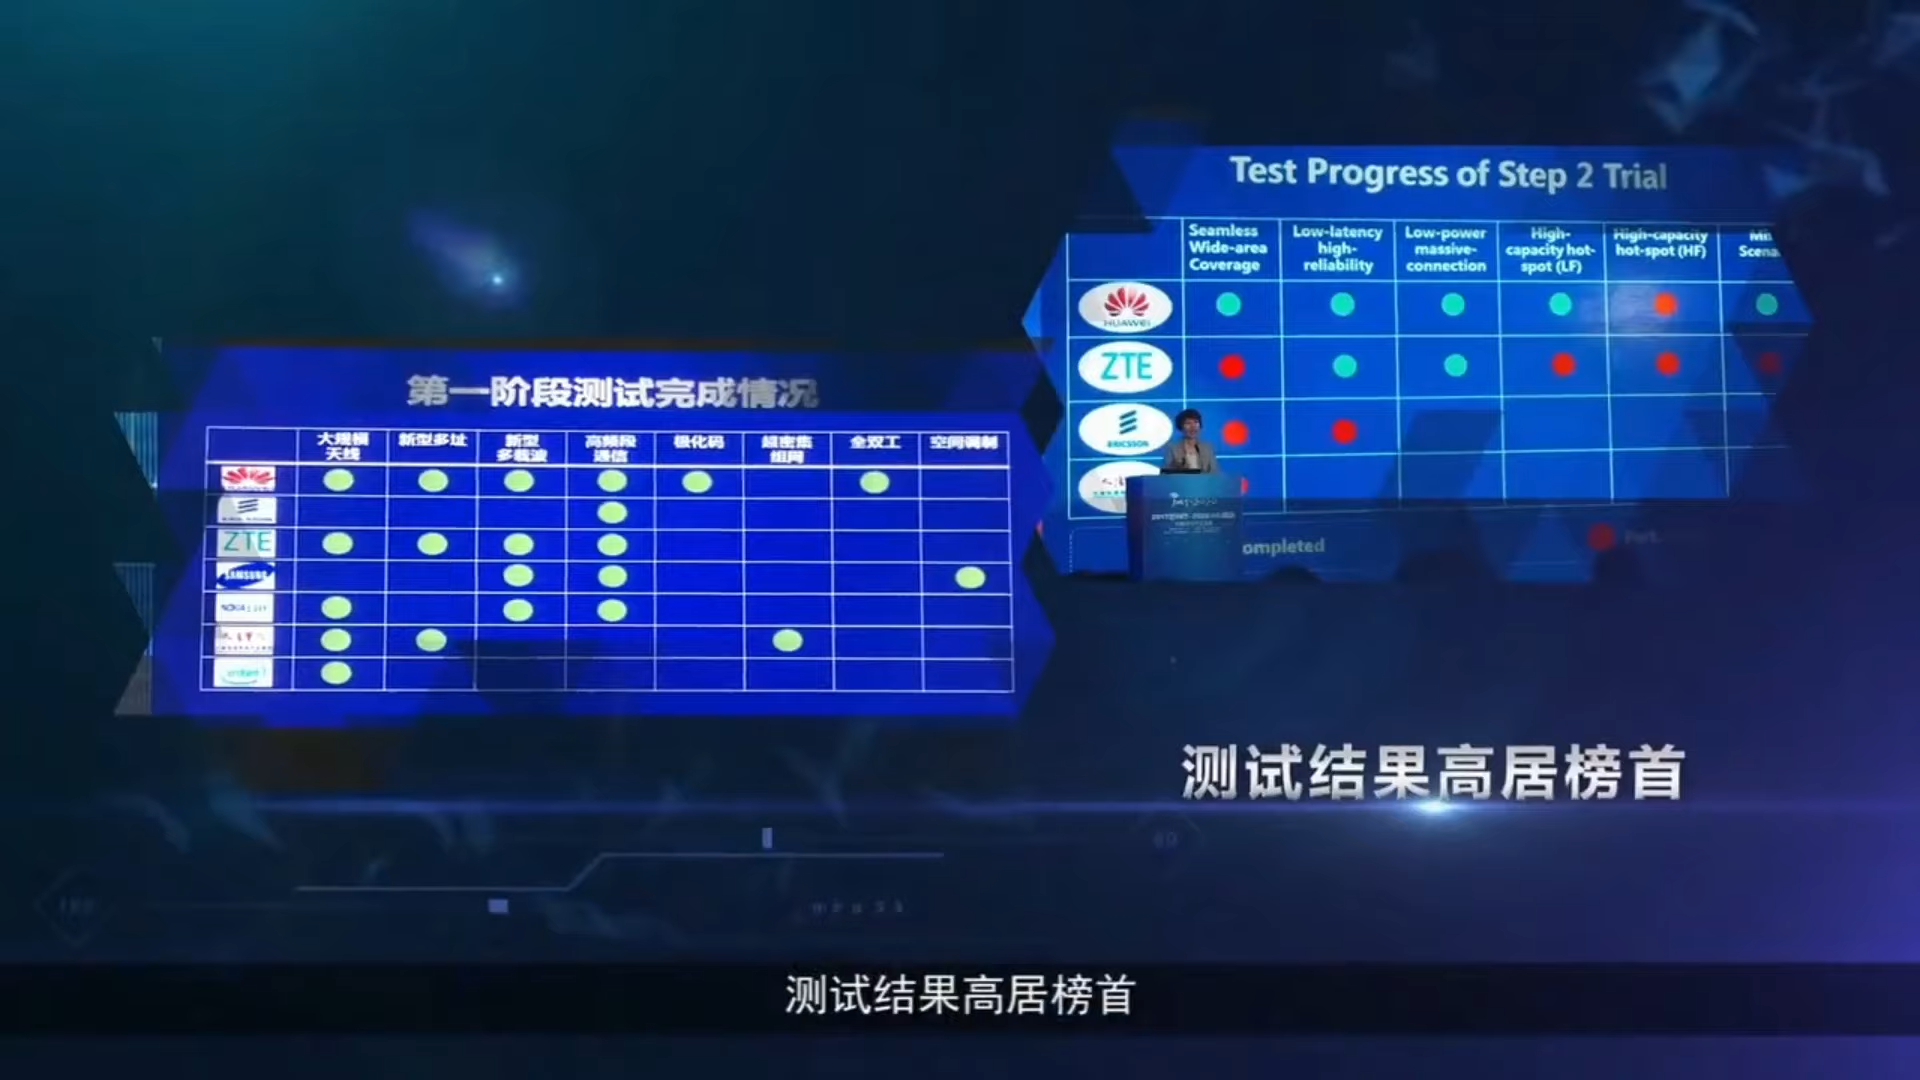 Test Progress of Step 2 Trial
Seamless
Wide-area
Coverage
Low-latency
high-
reliability
Low-power
massive-
connection
High-
capacity hot-
spot (LF)
High-capacity
hot-spot (HF)
HUAWEI
ZTE
ERICSSON
ompleted
第一阶段测试完成情况
大规模
天线
新型多址
新型
多载波
高频段
通信
极化码
超密集
组网
全双工
空间调制
ZTE
SAMSUNG
测试结果高居榜首
测试结果高居榜首